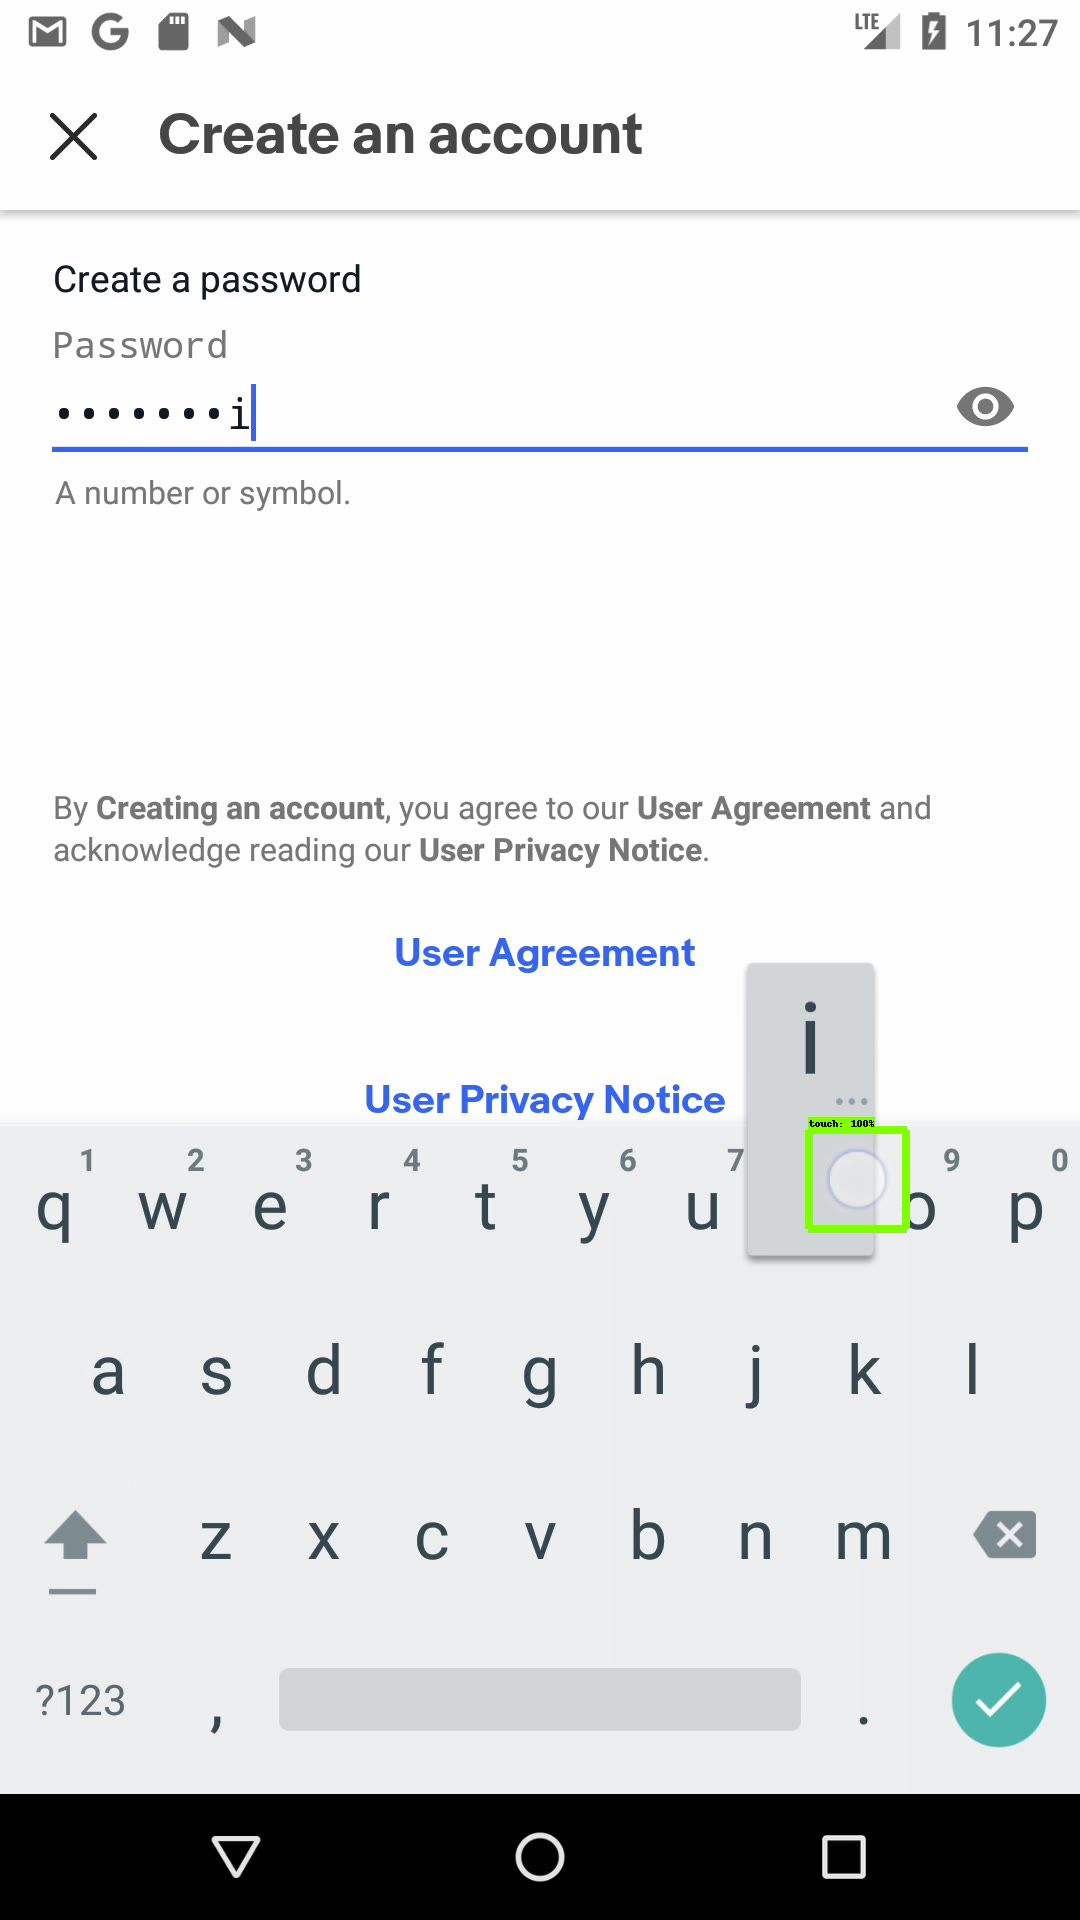 LTE 11:27
Create an account
Create a password
Password
•••••••i
A number or symbol.
By Creating an account, you agree to our User Agreement and
acknowledge reading our User Privacy Notice.
User Agreement
User Privacy Notice
i
touch: 100%
1 2 3 4 5 6 7 9 0
q w e r t y u o p
a s d f g h j k l
z x c v b n m
?123 , .